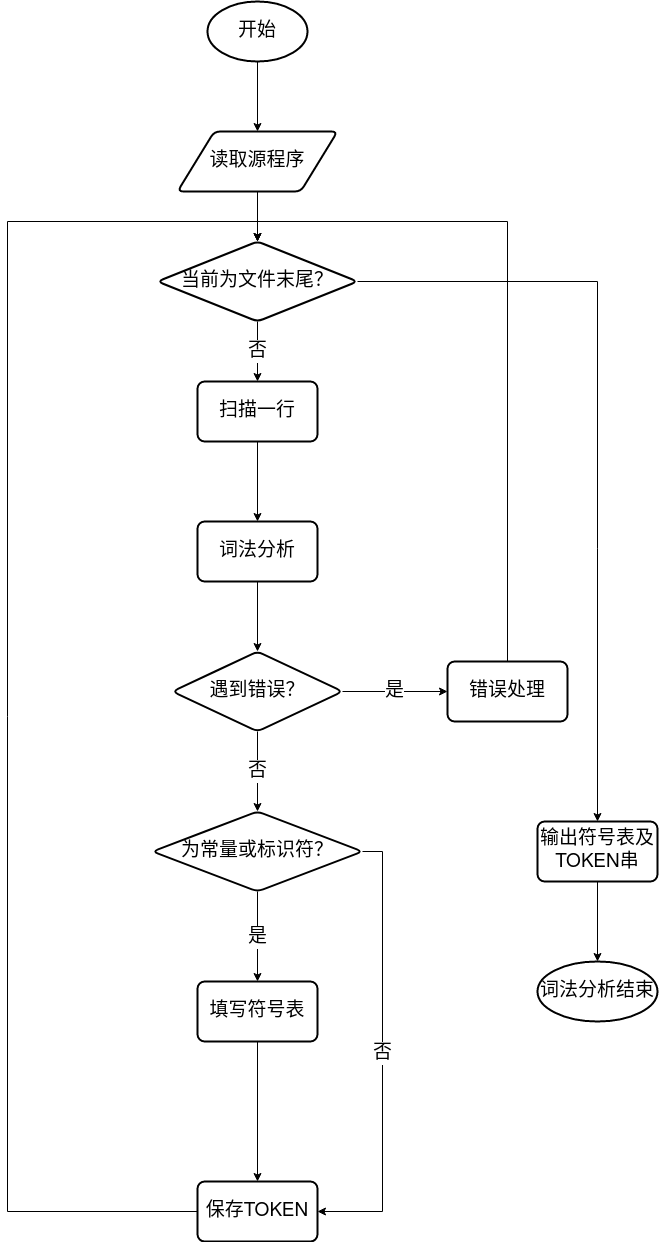 开始
读取源程序
当前为文件末尾？
否
扫描一行
词法分析
遇到错误？
是
错误处理
否
为常量或标识符？
输出符号表及
TOKEN串
是
词法分析结束
填写符号表
否
保存TOKEN